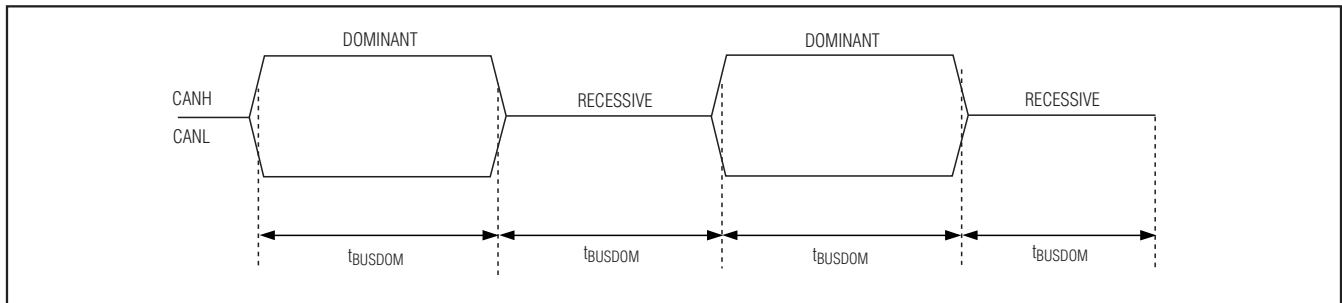 DOMINANT
DOMINANT
CANH
RECESSIVE
RECESSIVE
CANL
tBUSDOM
tBUSDOM
tBUSDOM
tBUSDOM